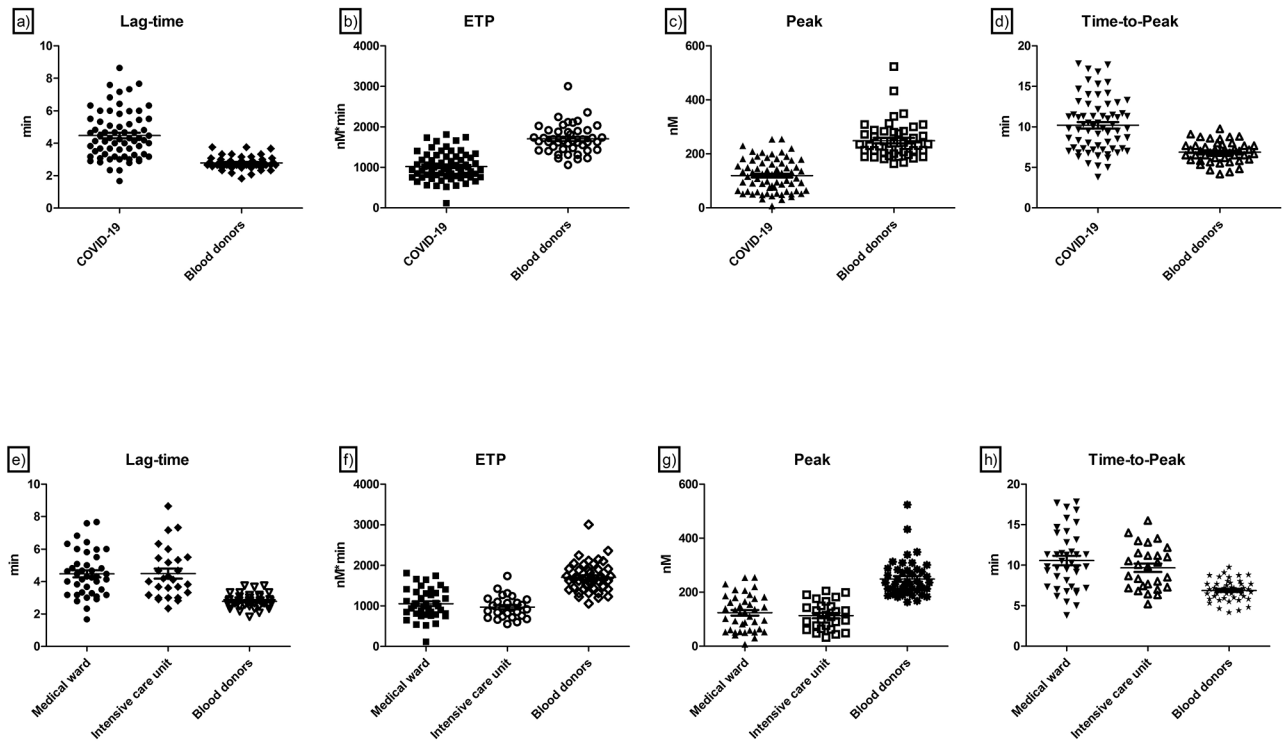 a) Lag-time
10
8
6
4
2
0
min
COVID-19
Blood donors
b) ETP
4000
3000
2000
1000
0
nM*min
COVID-19
Blood donors
c) Peak
600
400
200
0
nM
COVID-19
Blood donors
d) Time-to-Peak
20
15
10
5
0
min
COVID-19
Blood donors
e) Lag-time
10
8
6
4
2
0
min
Medical ward
Intensive care unit
Blood donors
f) ETP
4000
3000
2000
1000
0
nM*min
Medical ward
Intensive care unit
Blood donors
g) Peak
600
400
200
0
nM
Medical ward
Intensive care unit
Blood donors
h) Time-to-Peak
20
15
10
5
0
min
Medical ward
Intensive care unit
Blood donors